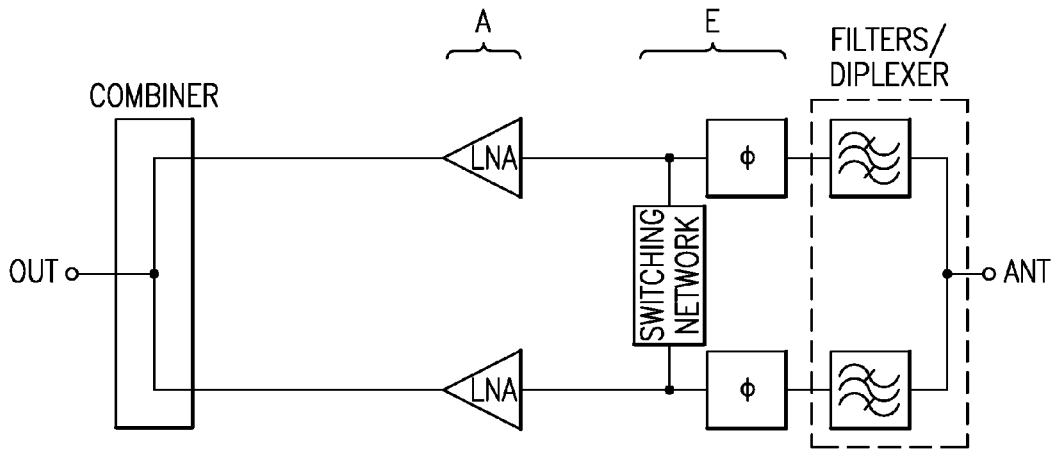 A
E
FILTERS/
DIPLEXER
COMBINER
LNA
ϕ
SWITCHING
NETWORK
OUT
ANT
LNA
ϕ